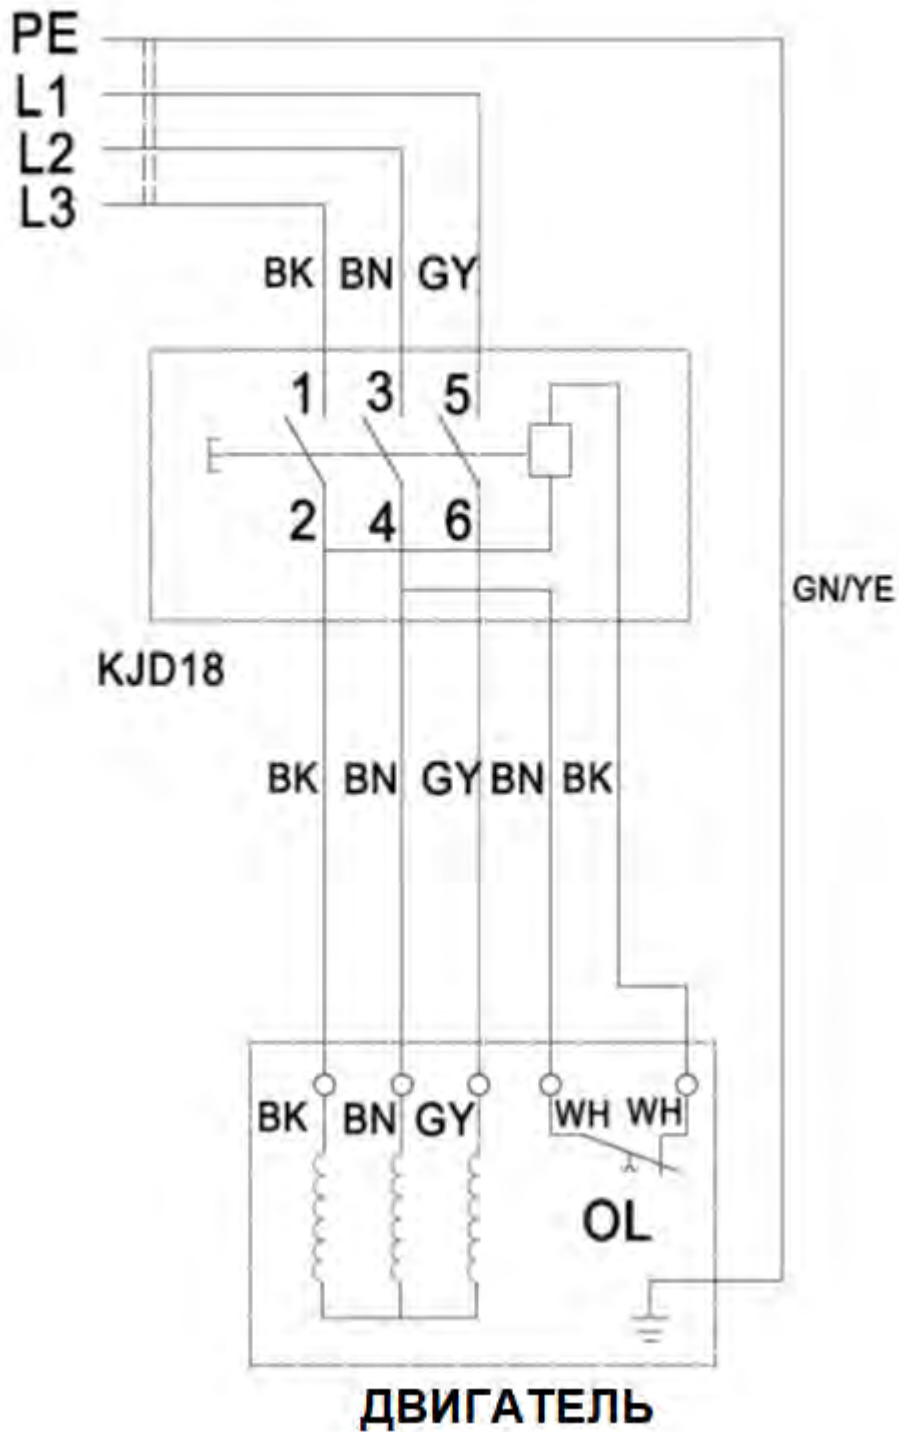 PE
L1
L2
L3
BK BN GY
1 3 5
2 4 6
GN/YE
KJD18
BK BN GY BN BK
BK BN GY WH WH
OL
ДВИГАТЕЛЬ